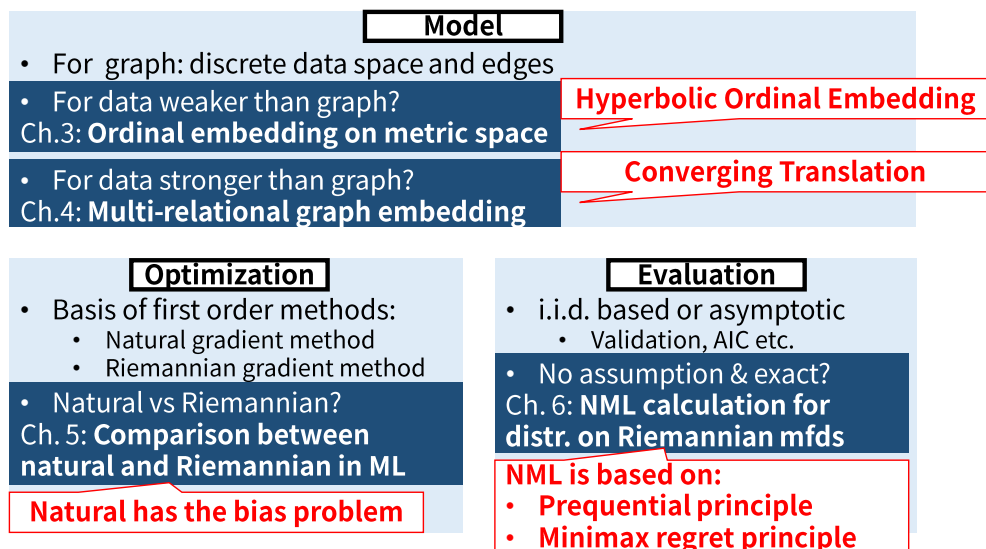 Model
• For graph: discrete data space and edges
• For data weaker than graph?
Ch.3: Ordinal embedding on metric space
Hyperbolic Ordinal Embedding
• For data stronger than graph?
Ch.4: Multi-relational graph embedding
Converging Translation
Optimization
• Basis of first order methods:
• Natural gradient method
• Riemannian gradient method
• Natural vs Riemannian?
Ch. 5: Comparison between
natural and Riemannian in ML
Natural has the bias problem
Evaluation
• i.i.d. based or asymptotic
• Validation, AIC etc.
• No assumption & exact?
Ch. 6: NML calculation for
distr. on Riemannian mfds
NML is based on:
• Prequential principle
• Minimax regret principle